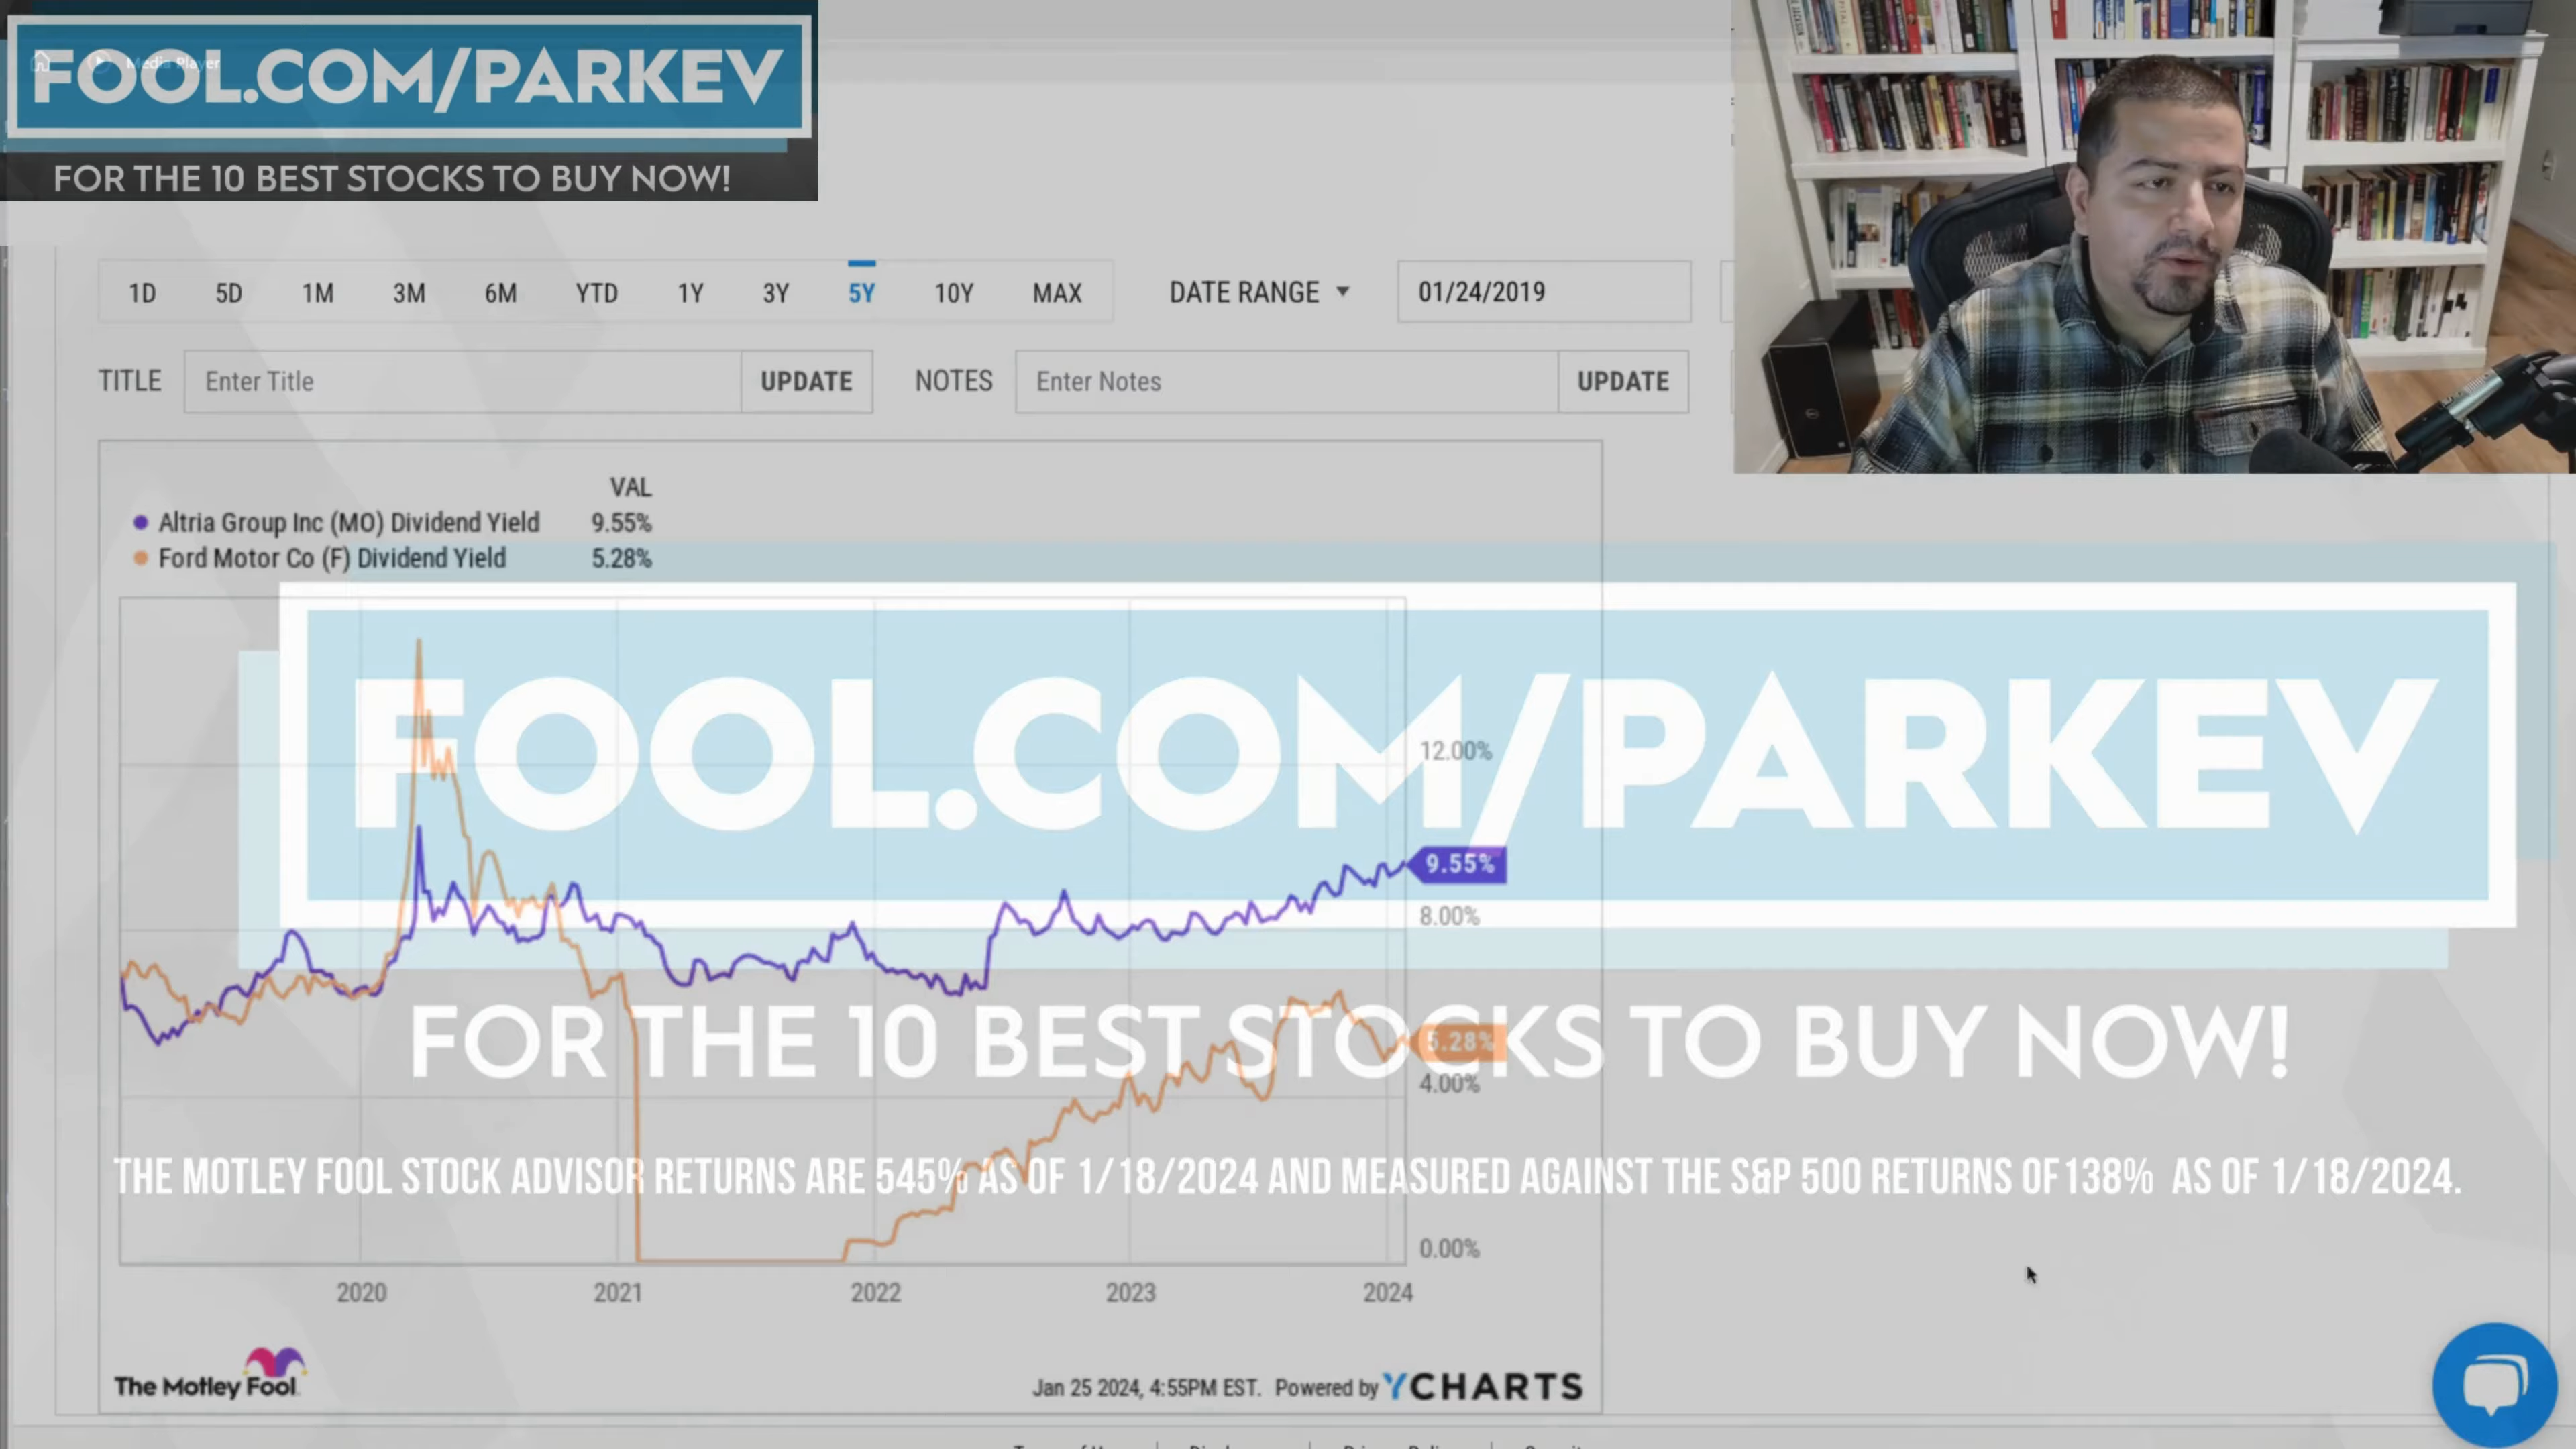 FOOL.COM/PARKEV
Media Player
FOR THE 10 BEST STOCKS TO BUY NOW!
1D 5D 1M 3M 6M YTD 1Y 3Y 5Y 10Y MAX DATE RANGE 01/24/2019
TITLE Enter Title UPDATE NOTES Enter Notes UPDATE
VAL
Altria Group Inc (MO) Dividend Yield 9.55%
Ford Motor Co (F) Dividend Yield 5.28%
FOOL.COM/PARKEV
12.00%
9.55%
8.00%
FOR THE 10 BEST STOCKS TO BUY NOW!
5.28%
4.00%
THE MOTLEY FOOL STOCK ADVISOR RETURNS ARE 545% AS OF 1/18/2024 AND MEASURED AGAINST THE S&P 500 RETURNS OF 138% AS OF 1/18/2024.
0.00%
2020 2021 2022 2023 2024
The Motley Fool
Jan 25 2024, 4:55PM EST. Powered by YCHARTS